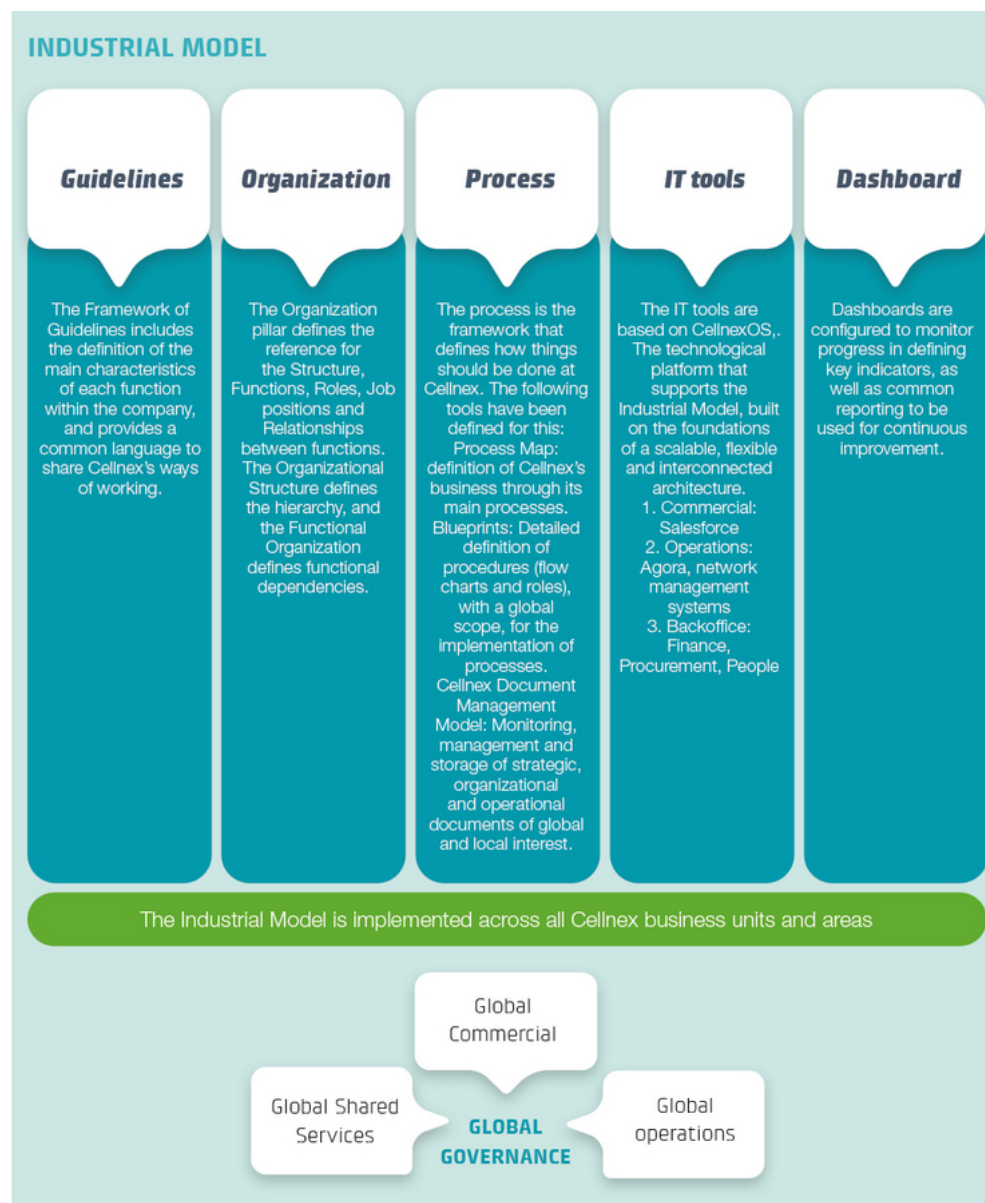 INDUSTRIAL MODEL
Guidelines
The Framework of
Guidelines includes
the definition of the
main characteristics
of each function
within the company,
and provides a
common language to
share Cellnex's ways
of working.
Organization
The Organization
pillar defines the
reference for
the Structure,
Functions, Roles, Job
positions and
Relationships
between functions.
The Organizational
Structure defines
the hierarchy, and
the Functional
Organization
defines functional
dependencies.
Process
The process is the
framework that
defines how things
should be done at
Cellnex. The following
tools have been
defined for this:
Process Map:
definition of Cellnex's
business through its
main processes.
Blueprints: Detailed
definition of
procedures (flow
charts and roles),
with a global
scope, for the
implementation of
processes.
Cellnex Document
Management
Model: Monitoring,
management and
storage of strategic,
organizational
and operational
documents of global
and local interest.
IT tools
The IT tools are
based on CellnexOS,.
The technological
platform that
supports the
Industrial Model, built
on the foundations
of a scalable, flexible
and interconnected
architecture.
1. Commercial:
Salesforce
2. Operations:
Agora, network
management
systems
3. Backoffice:
Finance,
Procurement, People
Dashboard
Dashboards are
configured to monitor
progress in defining
key indicators, as
well as common
reporting to be
used for continuous
improvement.
The Industrial Model is implemented across all Cellnex business units and areas
Global
Commercial
Global Shared
Services
GLOBAL
GOVERNANCE
Global
operations